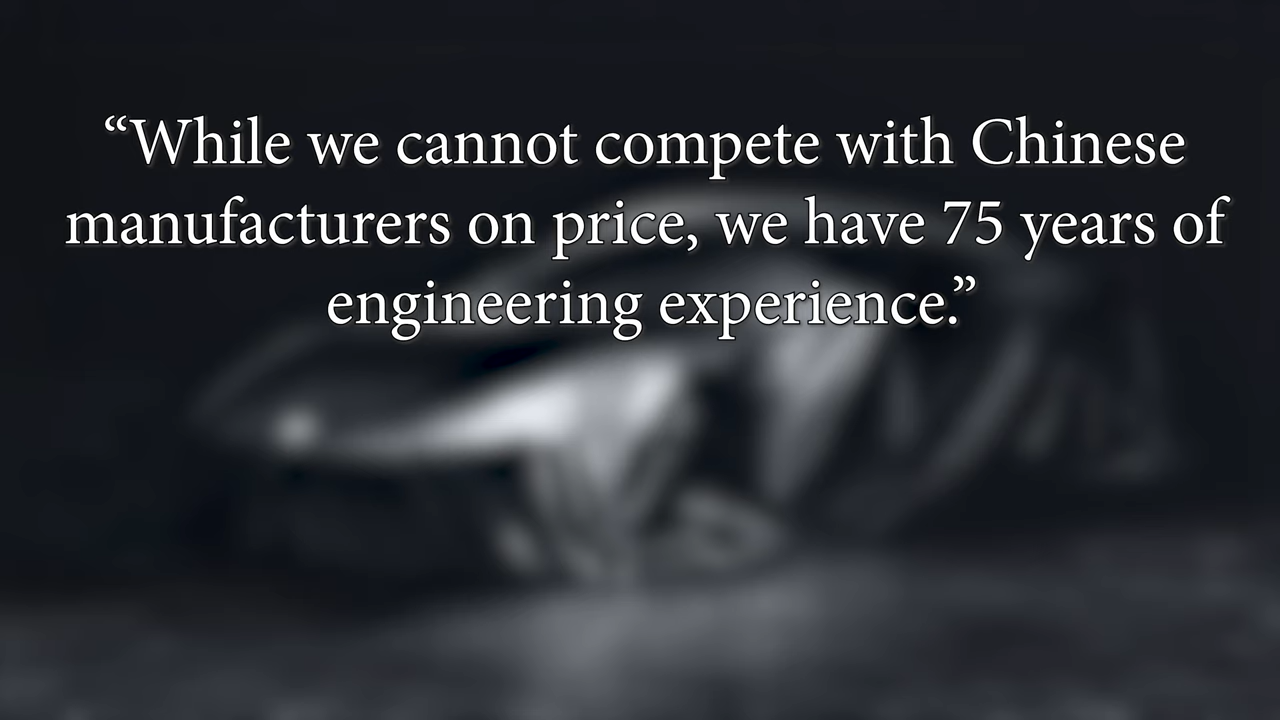 “While we cannot compete with Chinese
manufacturers on price, we have 75 years of
engineering experience.”